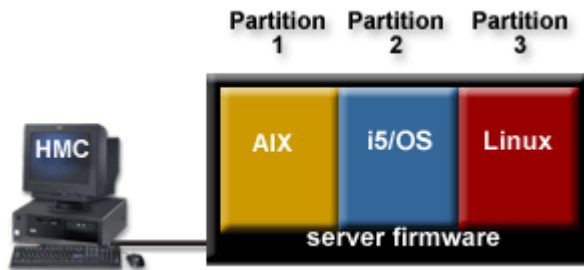 Partition 1
Partition 2
Partition 3
HMC
AIX
i5/OS
Linux
server firmware